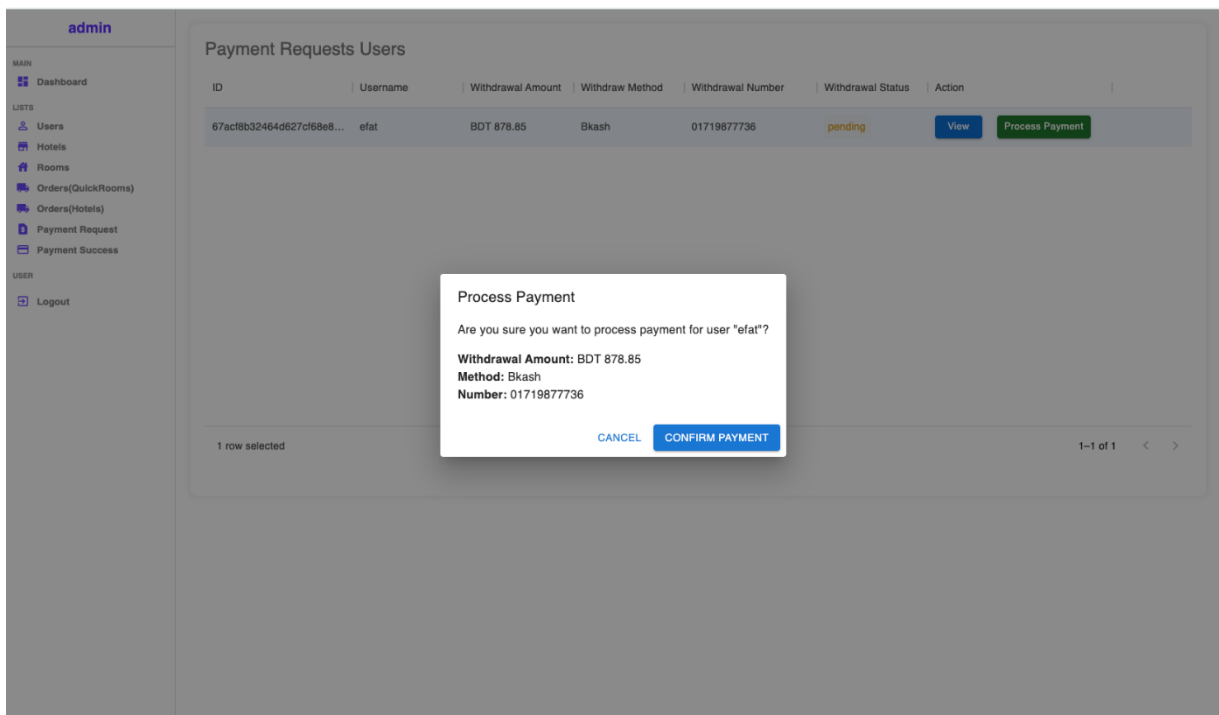 admin
MAIN
Dashboard
LISTS
Users
Hotels
Rooms
Orders(QuickRooms)
Orders(Hotels)
Payment Request
Payment Success
USER
Logout
Payment Requests Users
ID Username Withdrawal Amount Withdraw Method Withdrawal Number Withdrawal Status Action
67acf8b32464d627cf68e8... efat BDT 878.85 Bkash 01719877736 pending View Process Payment
Process Payment
Are you sure you want to process payment for user "efat"?
Withdrawal Amount: BDT 878.85
Method: Bkash
Number: 01719877736
CANCEL CONFIRM PAYMENT
1 row selected 1–1 of 1